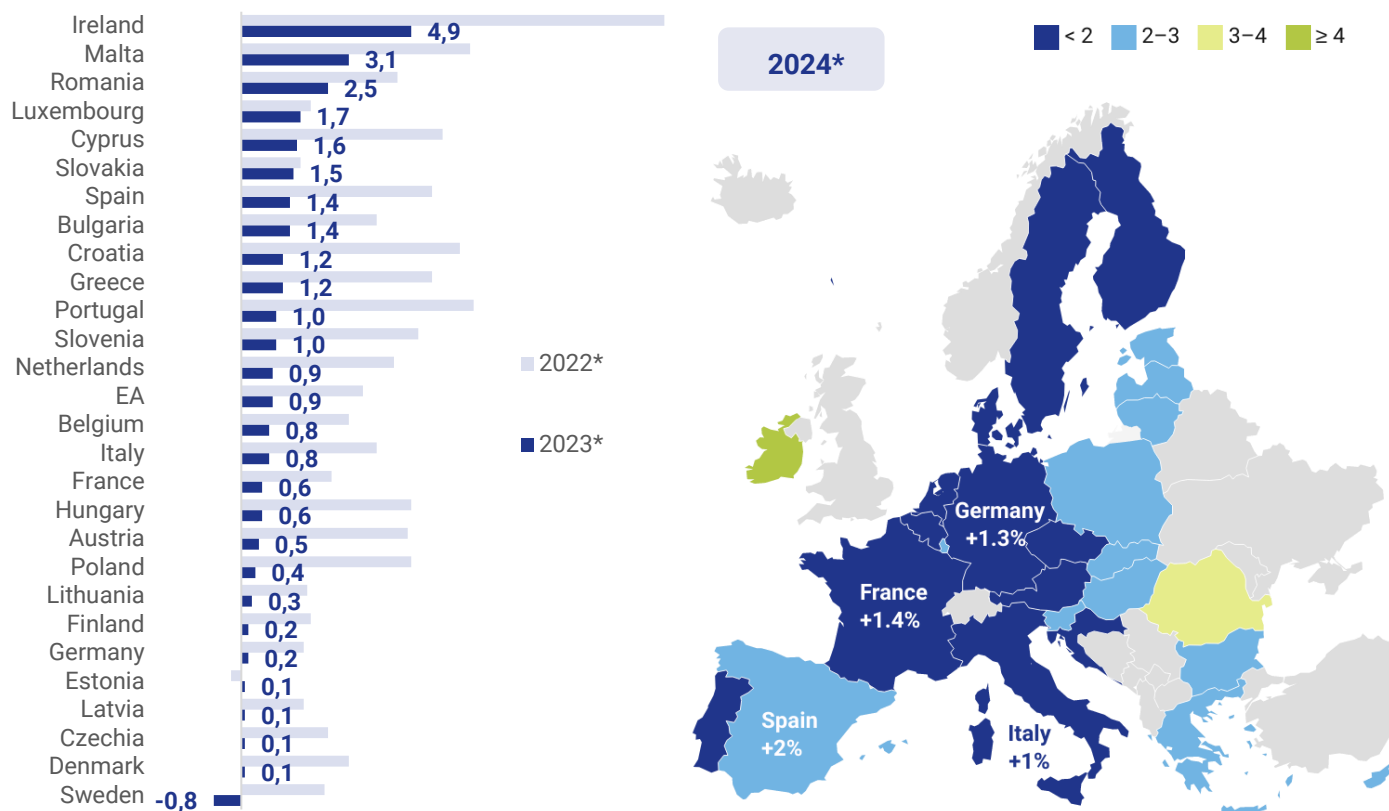 Ireland 4,9
Malta 3,1
Romania 2,5
Luxembourg 1,7
Cyprus 1,6
Slovakia 1,5
Spain 1,4
Bulgaria 1,4
Croatia 1,2
Greece 1,2
Portugal 1,0
Slovenia 1,0
Netherlands 0,9
EA 0,9
Belgium 0,8
Italy 0,8
France 0,6
Hungary 0,6
Austria 0,5
Poland 0,4
Lithuania 0,3
Finland 0,2
Germany 0,2
Estonia 0,1
Latvia 0,1
Czechia 0,1
Denmark 0,1
Sweden -0,8
2022*
2023*
2024*
< 2
2–3
3–4
≥ 4
Germany
+1.3%
France
+1.4%
Spain
+2%
Italy
+1%